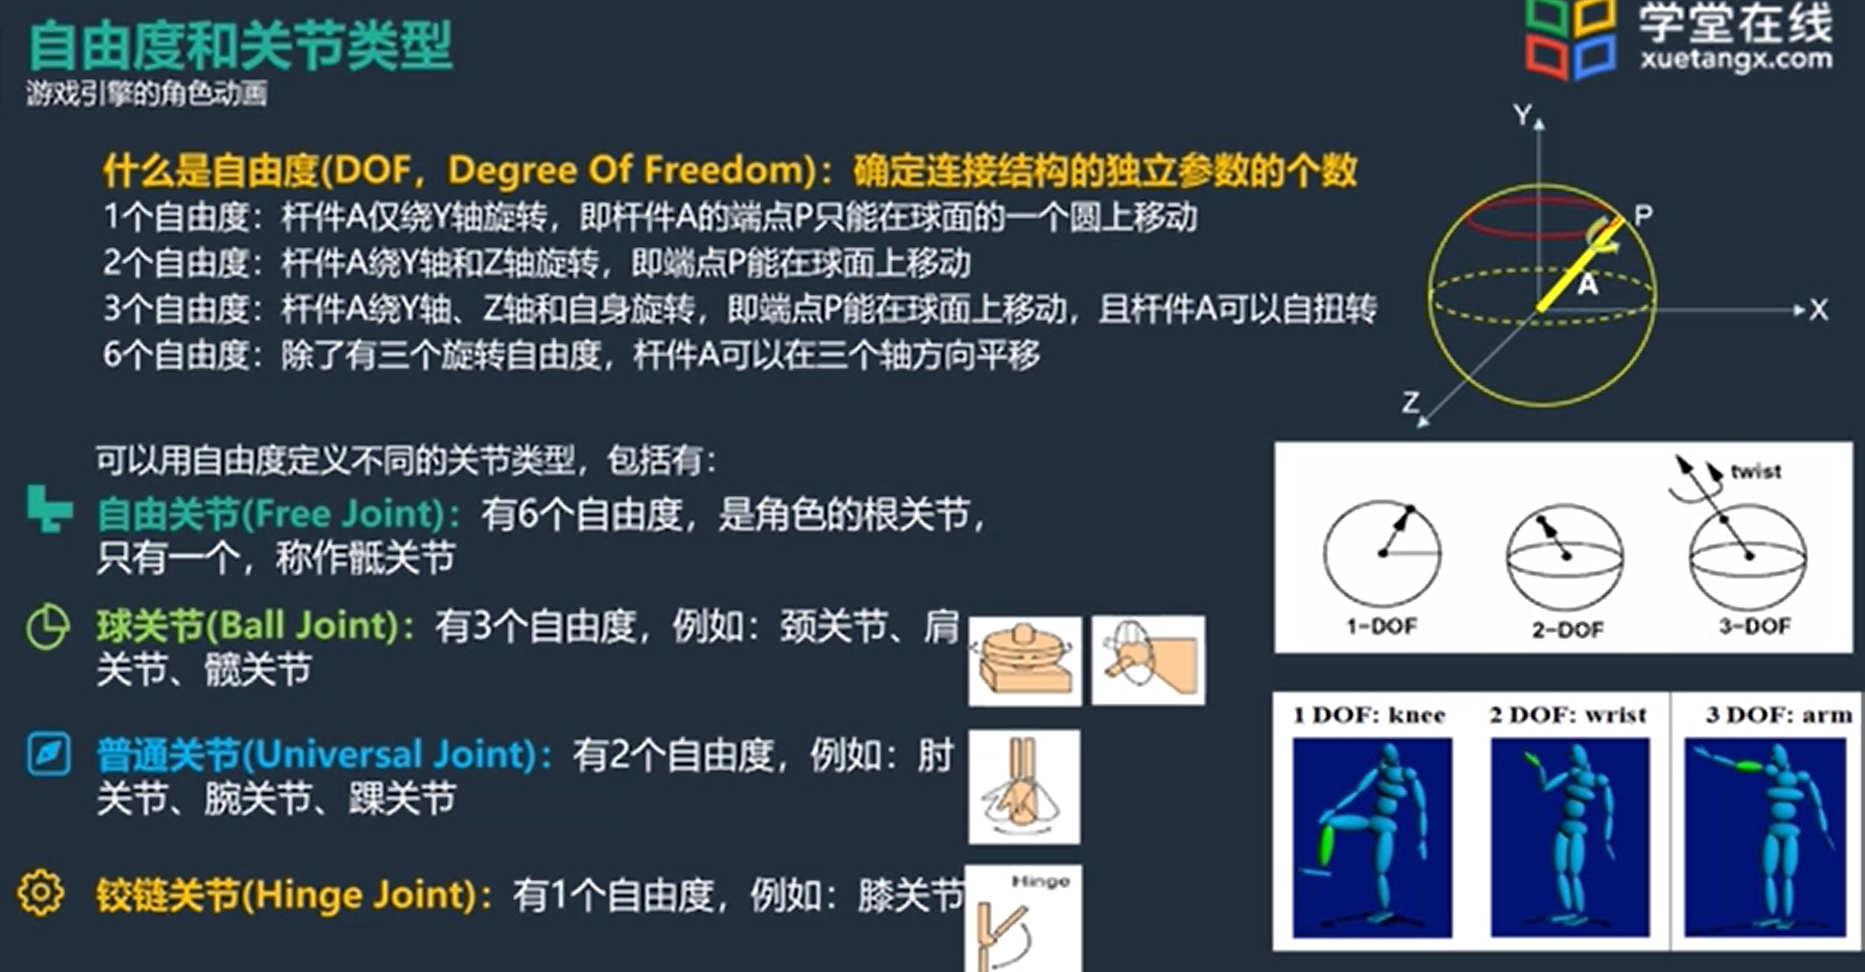 自由度和关节类型
游戏引擎的角色动画
学堂在线
xuetangx.com
什么是自由度(DOF，Degree Of Freedom)：确定连接结构的独立参数的个数
1个自由度：杆件A仅绕Y轴旋转，即杆件A的端点P只能在球面的一个圆上移动
2个自由度：杆件A绕Y轴和Z轴旋转，即端点P能在球面上移动
3个自由度：杆件A绕Y轴、Z轴和自身旋转，即端点P能在球面上移动，且杆件A可以自扭转
6个自由度：除了有三个旋转自由度，杆件A可以在三个轴方向平移
Y
P
A
X
Z
可以用自由度定义不同的关节类型，包括有：
自由关节(Free Joint)：有6个自由度，是角色的根关节，
只有一个，称作骶关节
球关节(Ball Joint)：有3个自由度，例如：颈关节、肩
关节、髋关节
普通关节(Universal Joint)：有2个自由度，例如：肘
关节、腕关节、踝关节
铰链关节(Hinge Joint)：有1个自由度，例如：膝关节
Hinge
twist
1-DOF
2-DOF
3-DOF
1 DOF: knee
2 DOF: wrist
3 DOF: arm